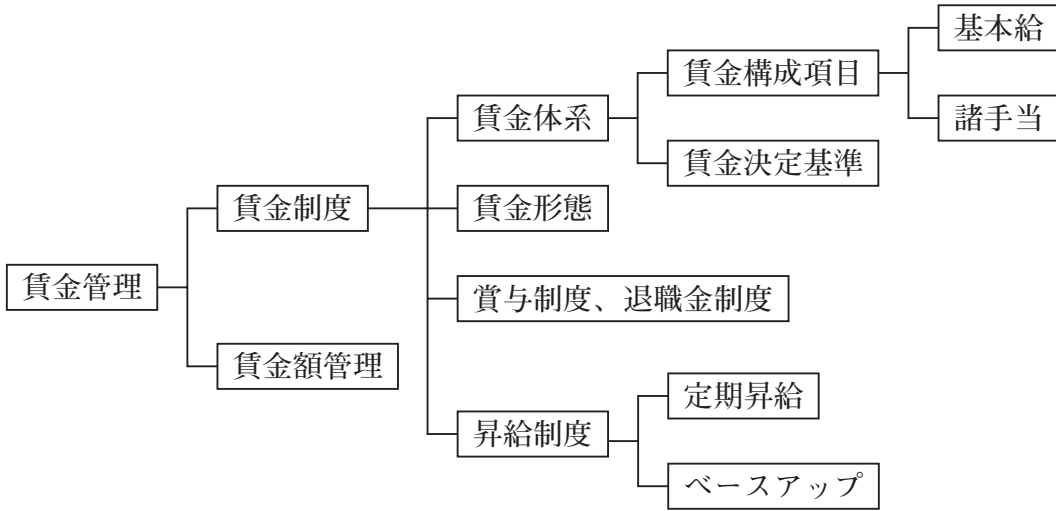 基本給
賃金構成項目
諸手当
賃金体系
賃金決定基準
賃金制度
賃金形態
賃金管理
賞与制度、退職金制度
賃金額管理
定期昇給
昇給制度
ベースアップ